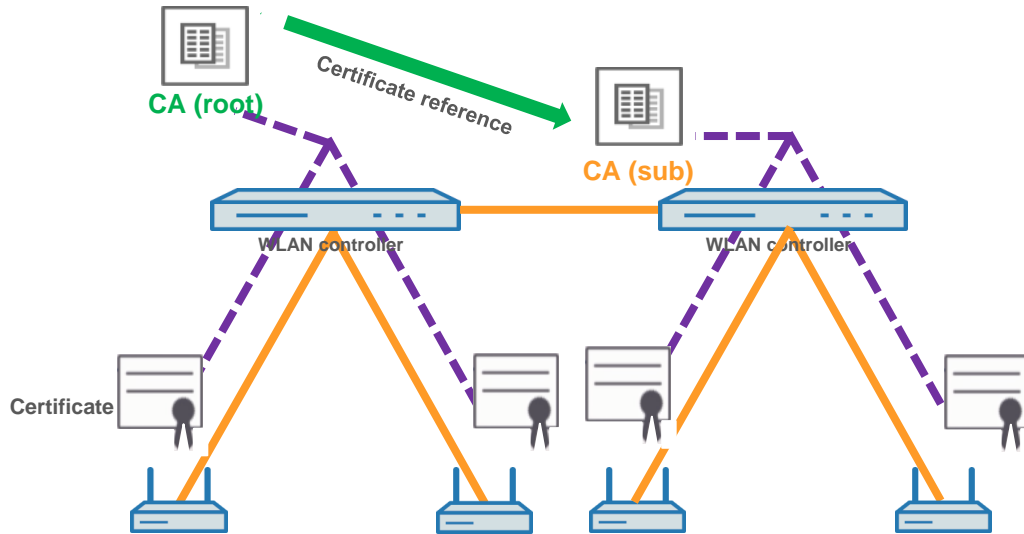 CA (root)
Certificate reference
CA (sub)
WLAN controller
WLAN controller
Certificate